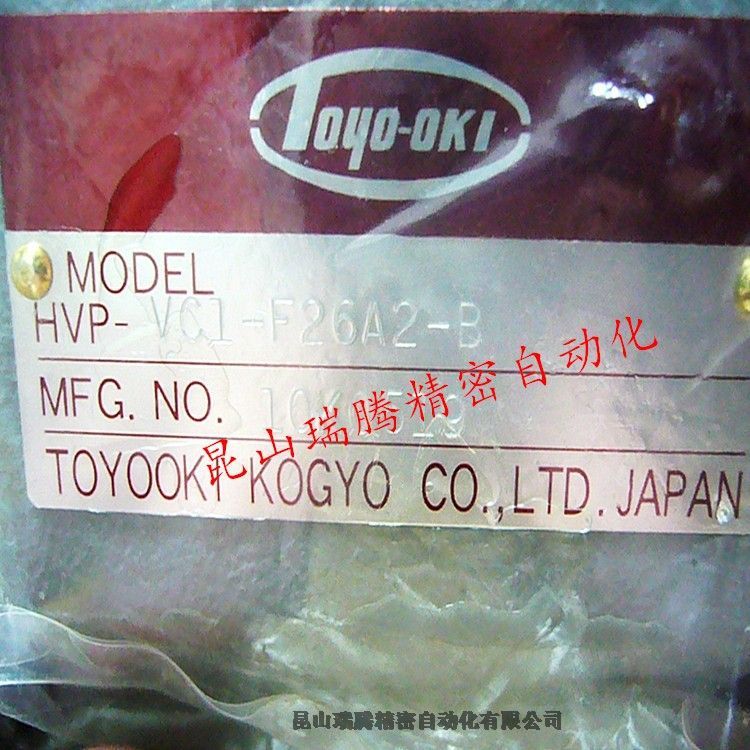 TOYO-OKI
MODEL
HVP- VC1-F26A2-B
MFG. NO.
昆山瑞腾精密自动化
TOYOOKI KOGYO CO.,LTD. JAPAN
昆山瑞腾精密自动化有限公司